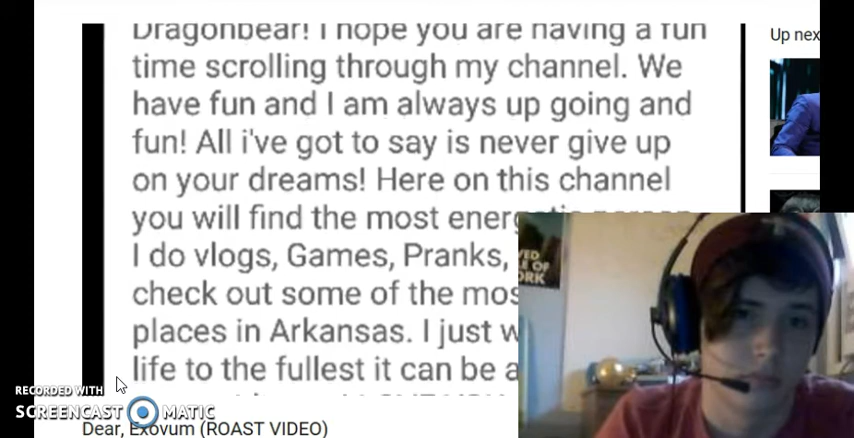 Dragonbear! I hope you are having a fun
Up nex
time scrolling through my channel. We
have fun and I am always up going and
fun! All i've got to say is never give up
on your dreams! Here on this channel
you will find the most
I do vlogs, Games, Pranks,
check out some of the mos
places in Arkansas. I just w
life to the fullest it can be a
RECORDED WITH
SCREENCAST MATIC
Dear, Exovum (ROAST VIDEO)